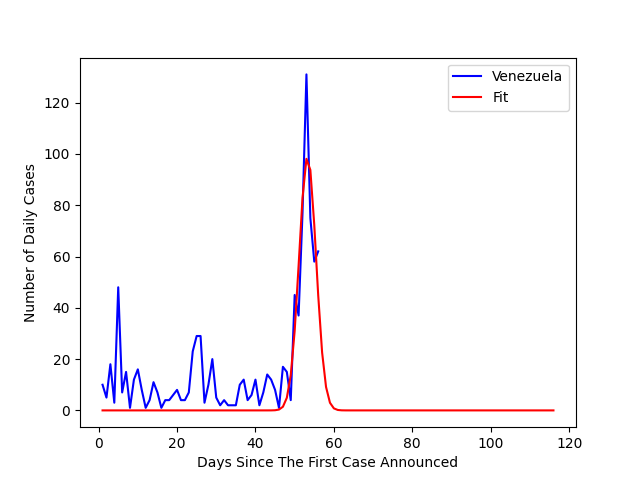 Venezuela
Fit
Number of Daily Cases
120
100
80
60
40
20
0
0 20 40 60 80 100 120
Days Since The First Case Announced